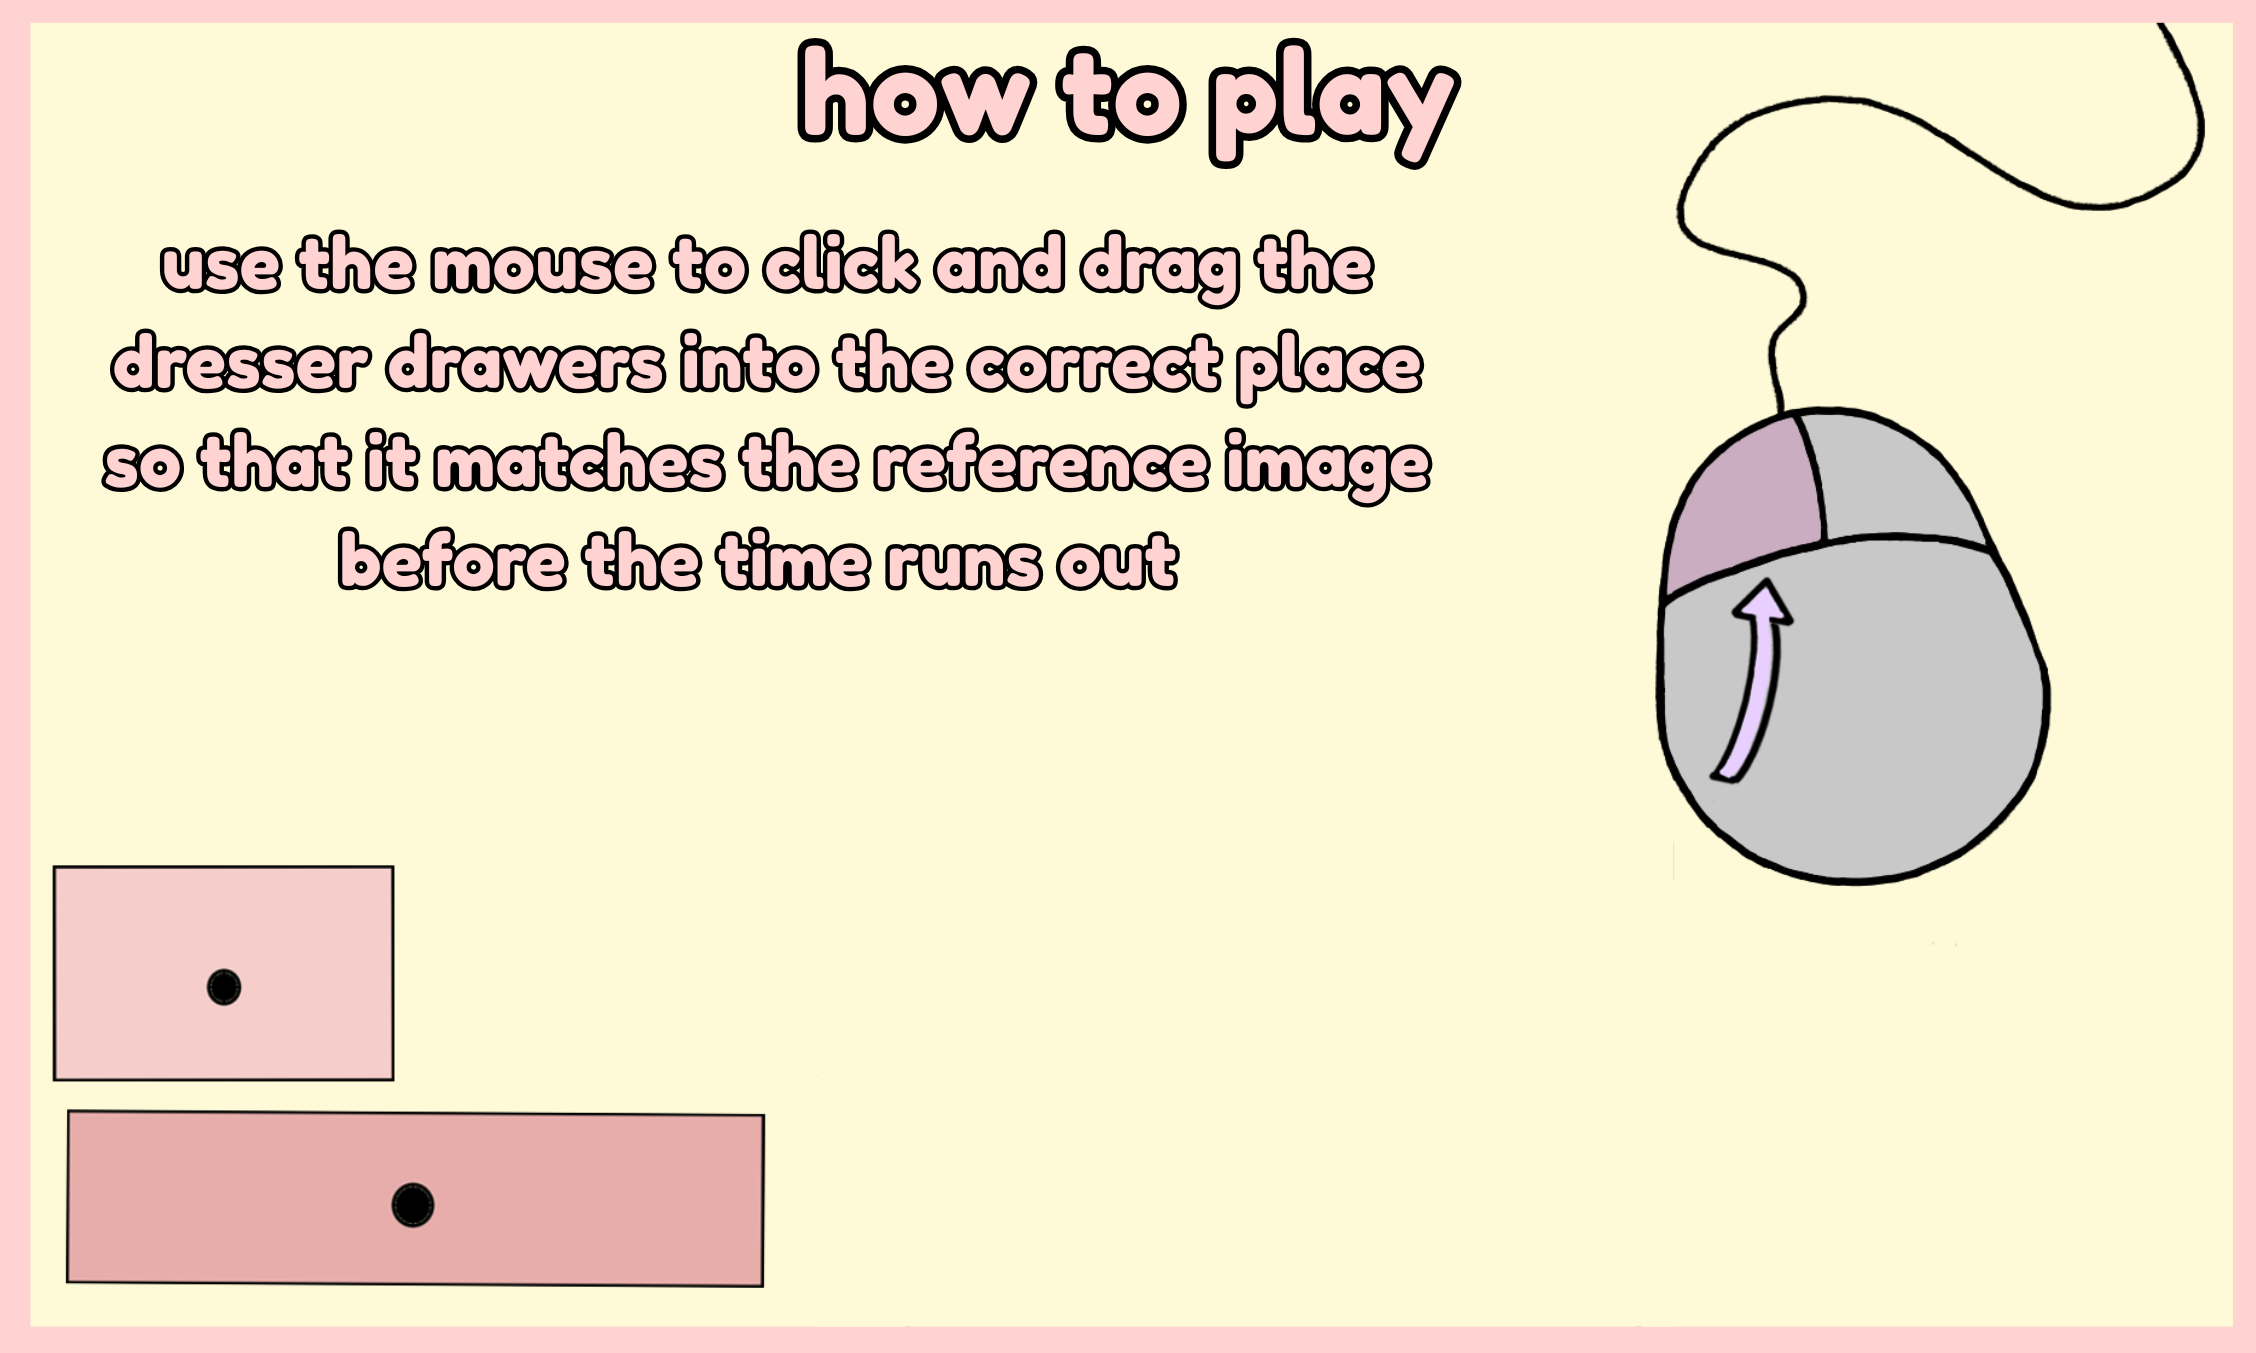 how to play
use the mouse to click and drag the
dresser drawers into the correct place
so that it matches the reference image
before the time runs out